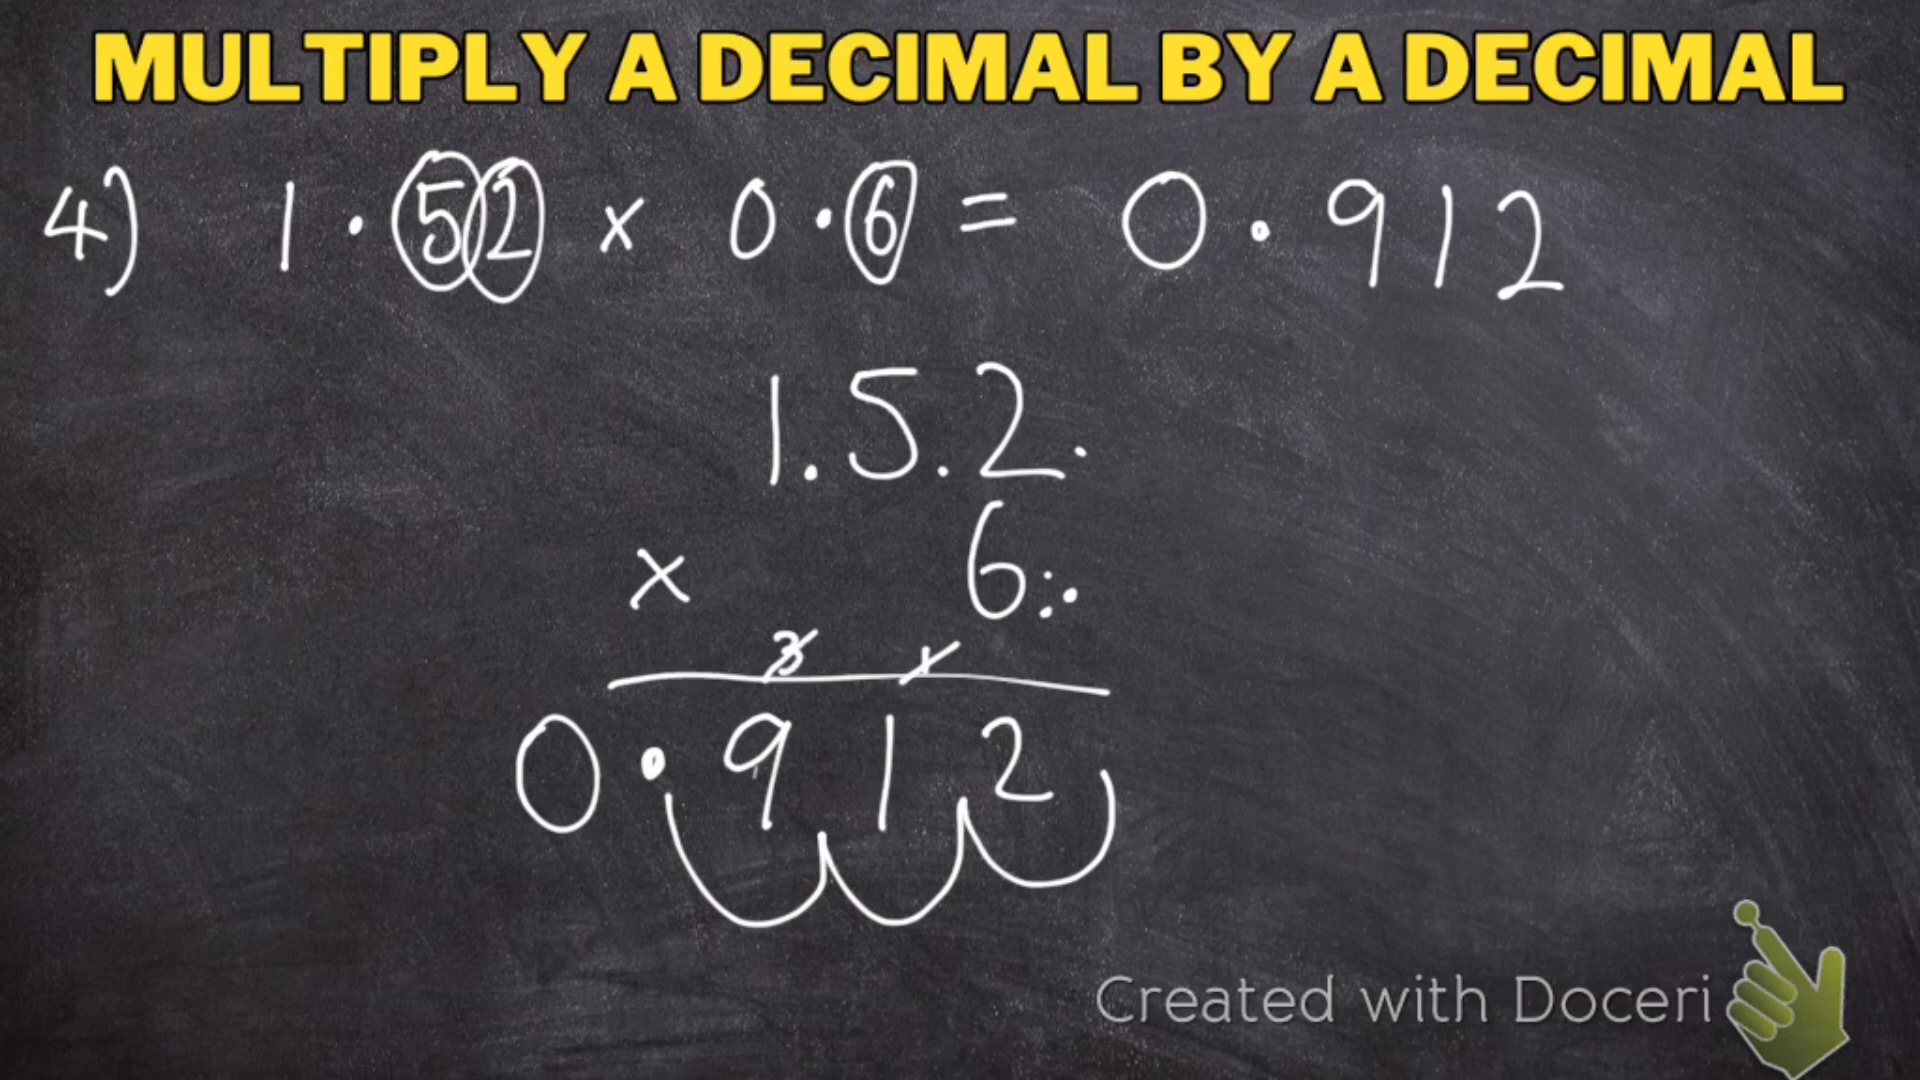 MULTIPLY A DECIMAL BY A DECIMAL
4) 1.52 x 0.6 = 0.912
1.5.2.
x 6:.
3 1
0.912
Created with Doceri